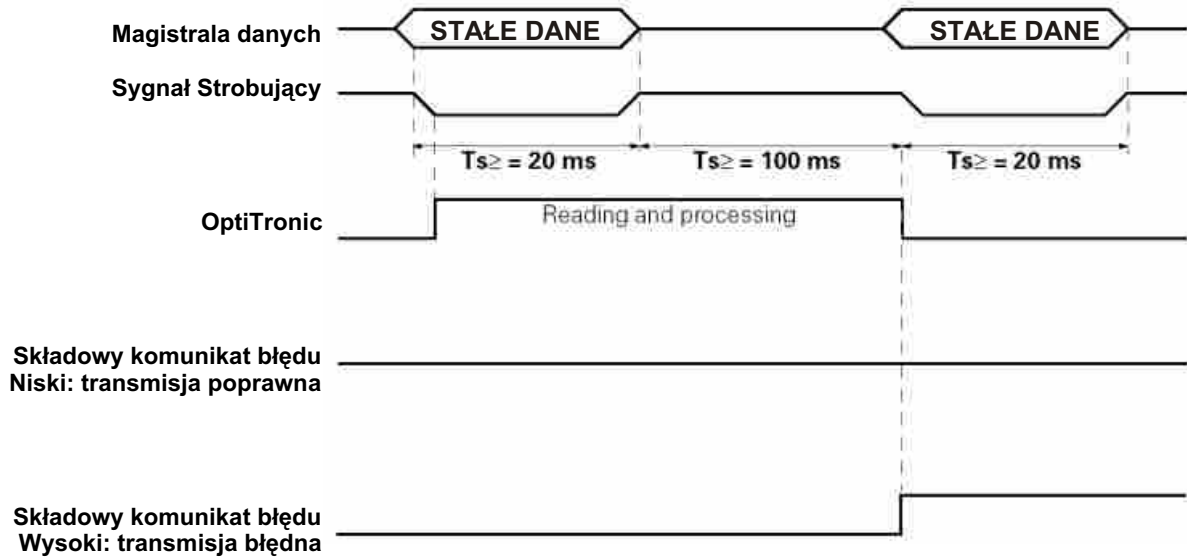 Magistrala danych
STAŁE DANE
STAŁE DANE
Sygnał Strobujący
Ts≥ = 20 ms
Ts≥ = 100 ms
Ts≥ = 20 ms
OptiTronic
Reading and processing
Składowy komunikat błędu
Niski: transmisja poprawna
Składowy komunikat błędu
Wysoki: transmisja błędna